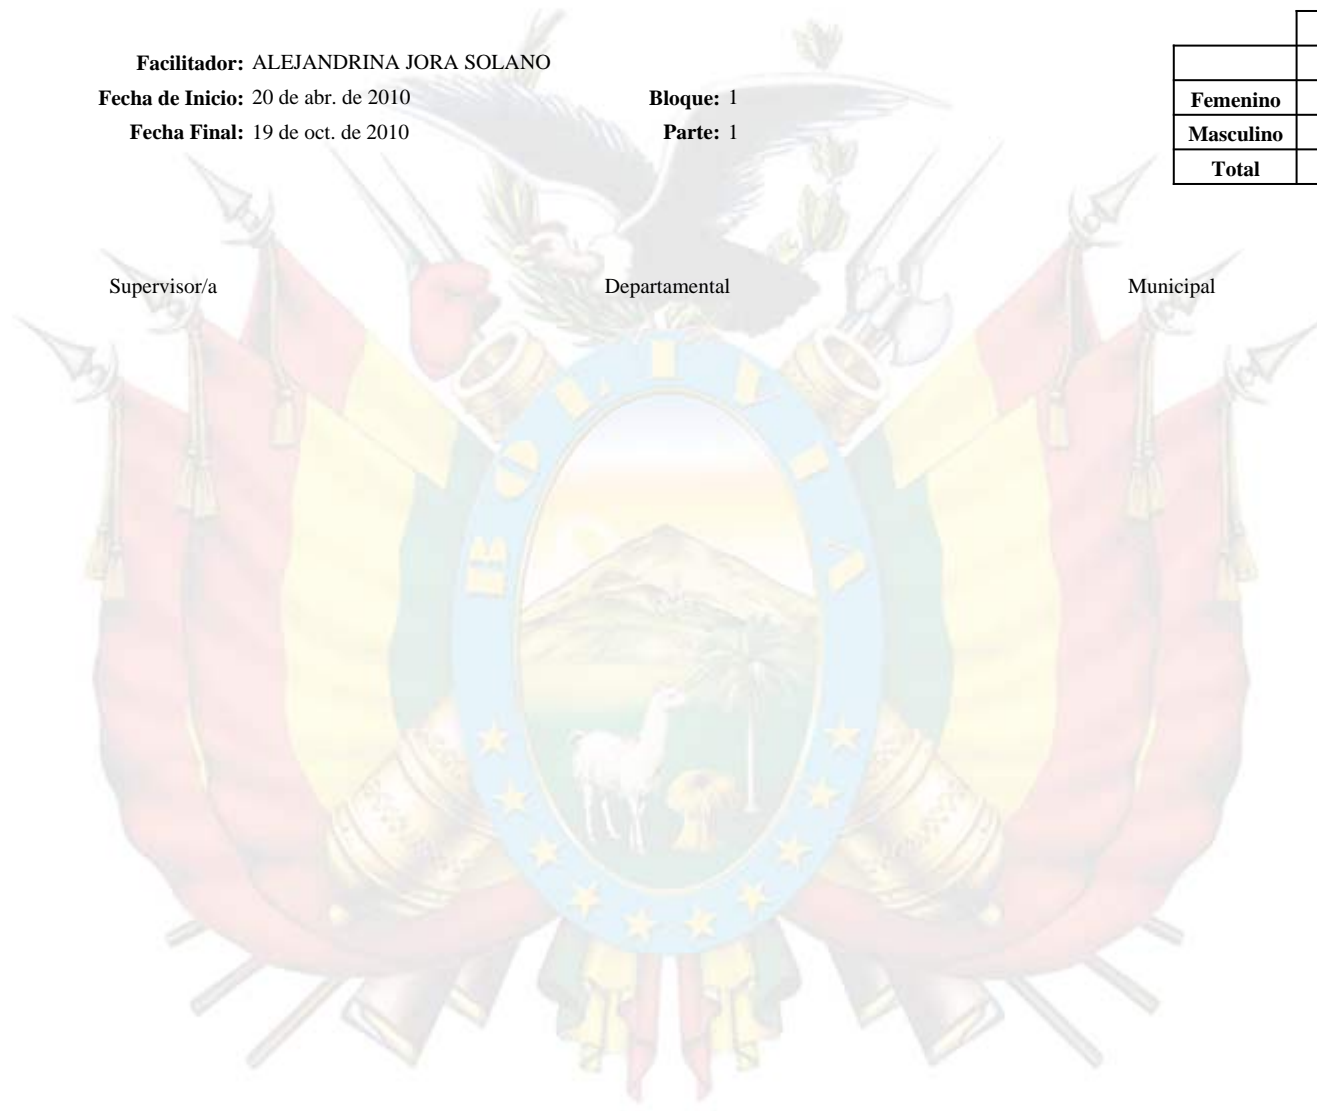 Facilitador: ALEJANDRINA JORA SOLANO
Fecha de Inicio: 20 de abr. de 2010 Bloque: 1
Fecha Final: 19 de oct. de 2010 Parte: 1
Femenino
Masculino
Total
Supervisor/a Departamental Municipal
BOLIVIA